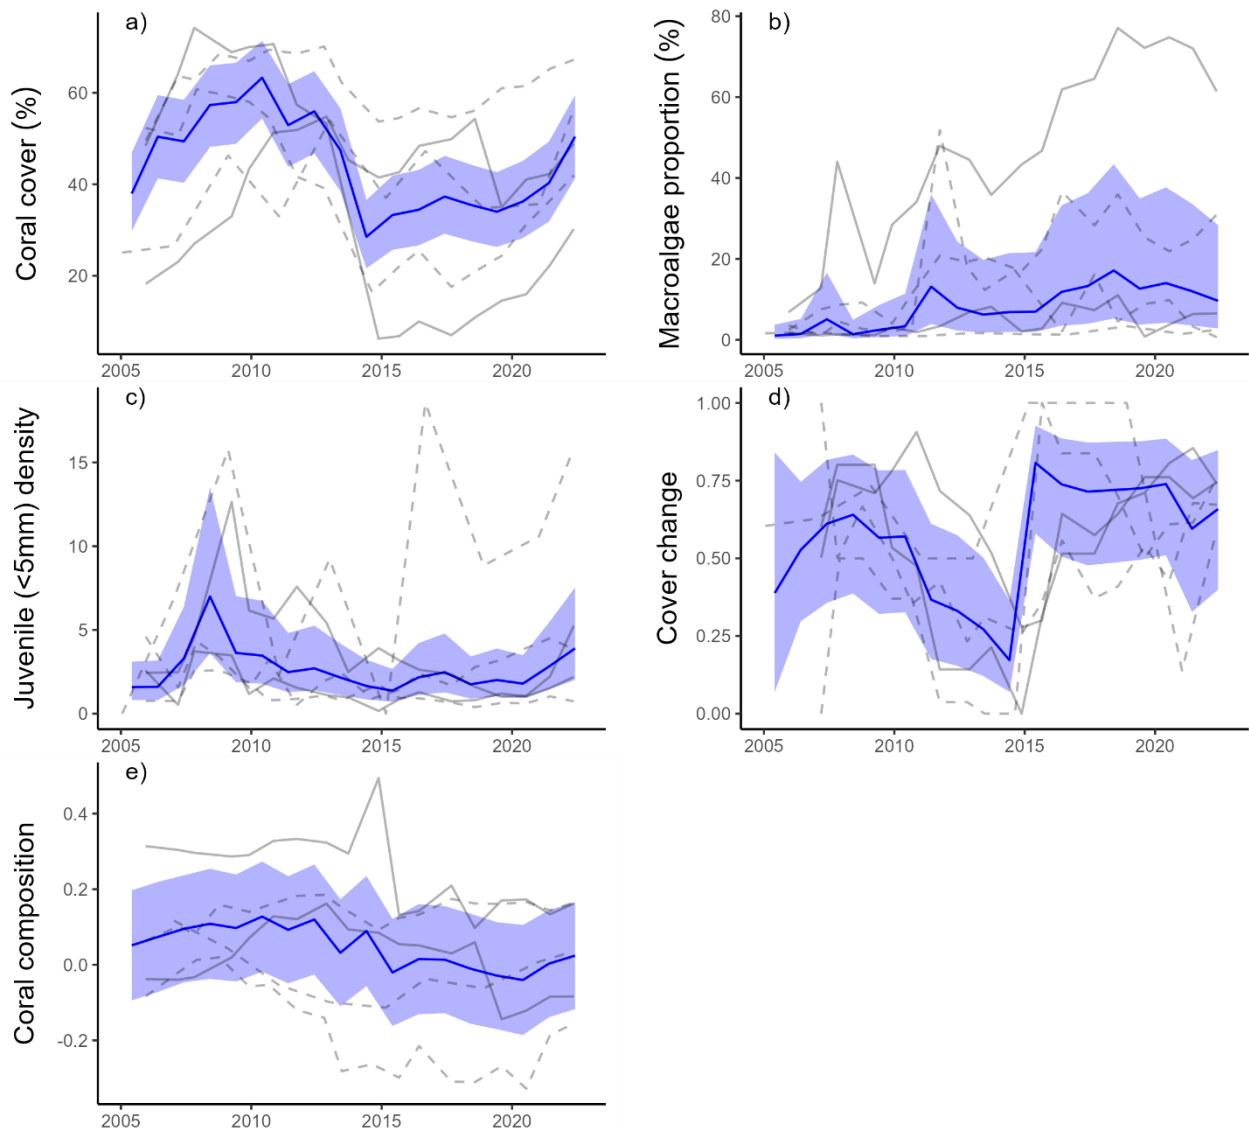 a)
Coral cover (%)
60
40
20
2005 2010 2015 2020
b)
Macroalgae proportion (%)
80
60
40
20
0
2005 2010 2015 2020
c)
Juvenile (<5mm) density
15
10
5
0
2005 2010 2015 2020
d)
Cover change
1.00
0.75
0.50
0.25
0.00
2005 2010 2015 2020
e)
Coral composition
0.4
0.2
0.0
-0.2
2005 2010 2015 2020